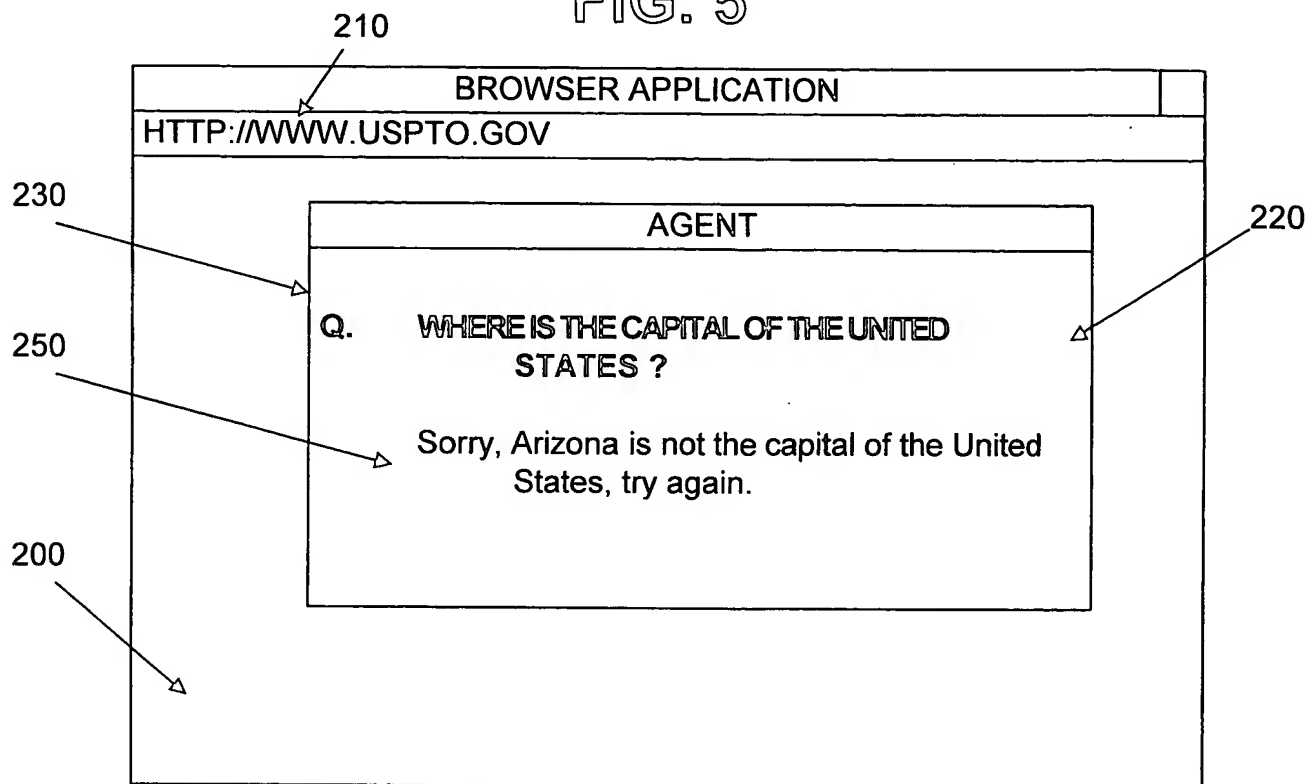 FIG. 5
210
BROWSER APPLICATION
HTTP://WWW.USPTO.GOV
230
AGENT
220
Q. WHERE IS THE CAPITAL OF THE UNITED
STATES ?
250
Sorry, Arizona is not the capital of the United
States, try again.
200